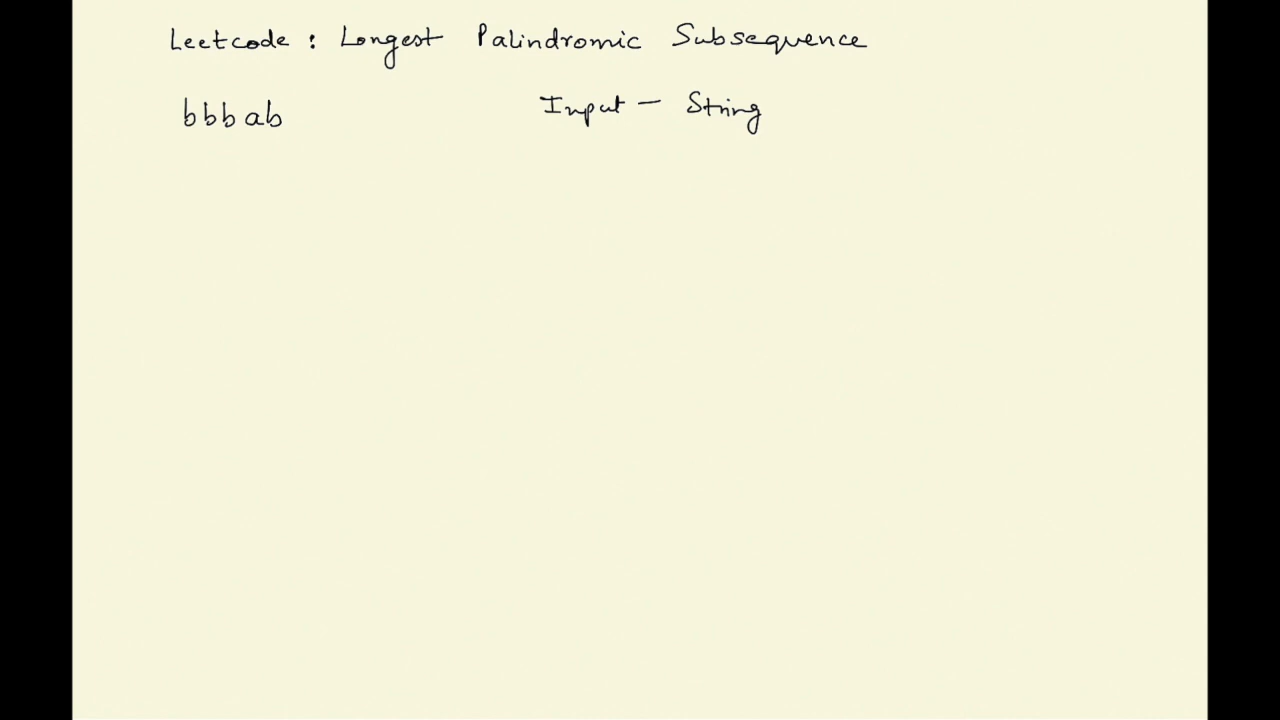 Leetcode : Longest Palindromic Subsequence
bbbab Input - String